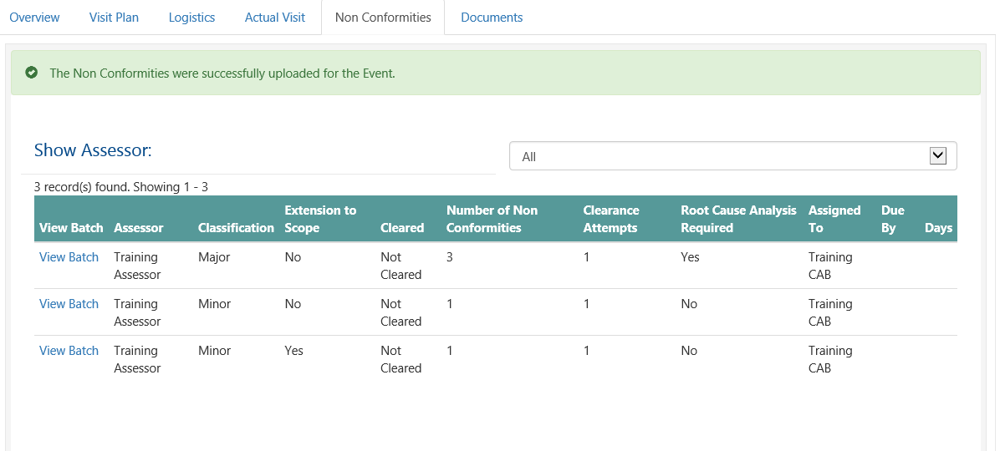 Overview Visit Plan Logistics Actual Visit Non Conformities Documents
The Non Conformities were successfully uploaded for the Event.
Show Assessor:
All
3 record(s) found. Showing 1 - 3
View Batch Assessor Classification Extension to Scope Cleared Number of Non Conformities Clearance Attempts Root Cause Analysis Required Assigned To Due By Days
View Batch Training Assessor Major No Not Cleared 3 1 Yes Training CAB
View Batch Training Assessor Minor No Not Cleared 1 1 No Training CAB
View Batch Training Assessor Minor Yes Not Cleared 1 1 No Training CAB